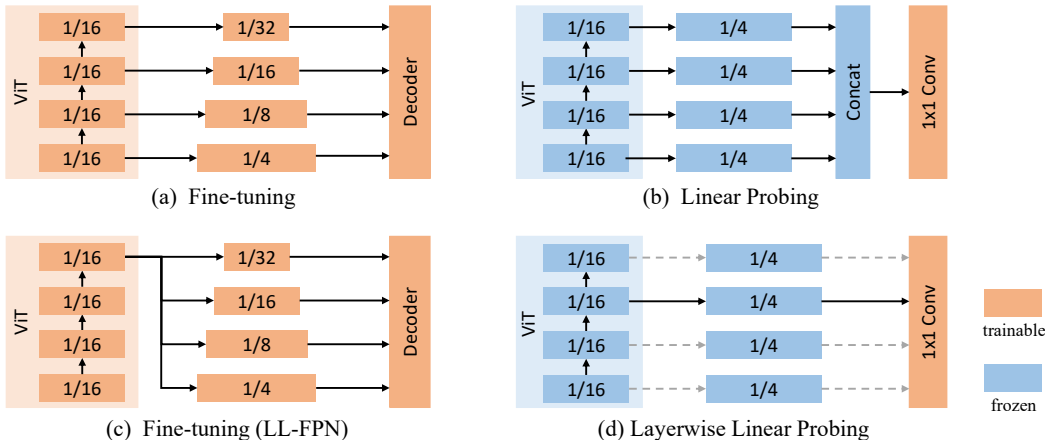 ViT
1/16
1/16
1/16
1/16
1/32
1/16
1/8
1/4
Decoder
(a) Fine-tuning
ViT
1/16
1/16
1/16
1/16
1/4
1/4
1/4
1/4
Concat
1x1 Conv
(b) Linear Probing
ViT
1/16
1/16
1/16
1/16
1/32
1/16
1/8
1/4
Decoder
(c) Fine-tuning (LL-FPN)
ViT
1/16
1/16
1/16
1/16
1/4
1/4
1/4
1/4
1x1 Conv
(d) Layerwise Linear Probing
trainable
frozen